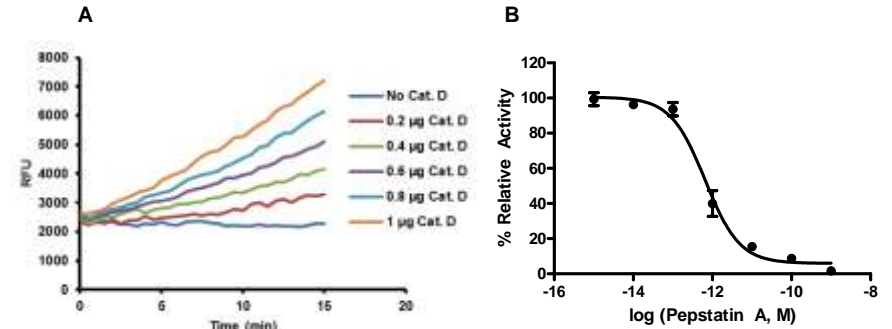 A
8000
7000
6000
5000
4000
3000
2000
1000
0
RFU
0 5 10 15 20
Time (min)
No Cat. D
0.2 µg Cat. D
0.4 µg Cat. D
0.6 µg Cat. D
0.8 µg Cat. D
1 µg Cat. D
B
120
100
80
60
40
20
0
% Relative Activity
-16 -14 -12 -10 -8
log (Pepstatin A, M)